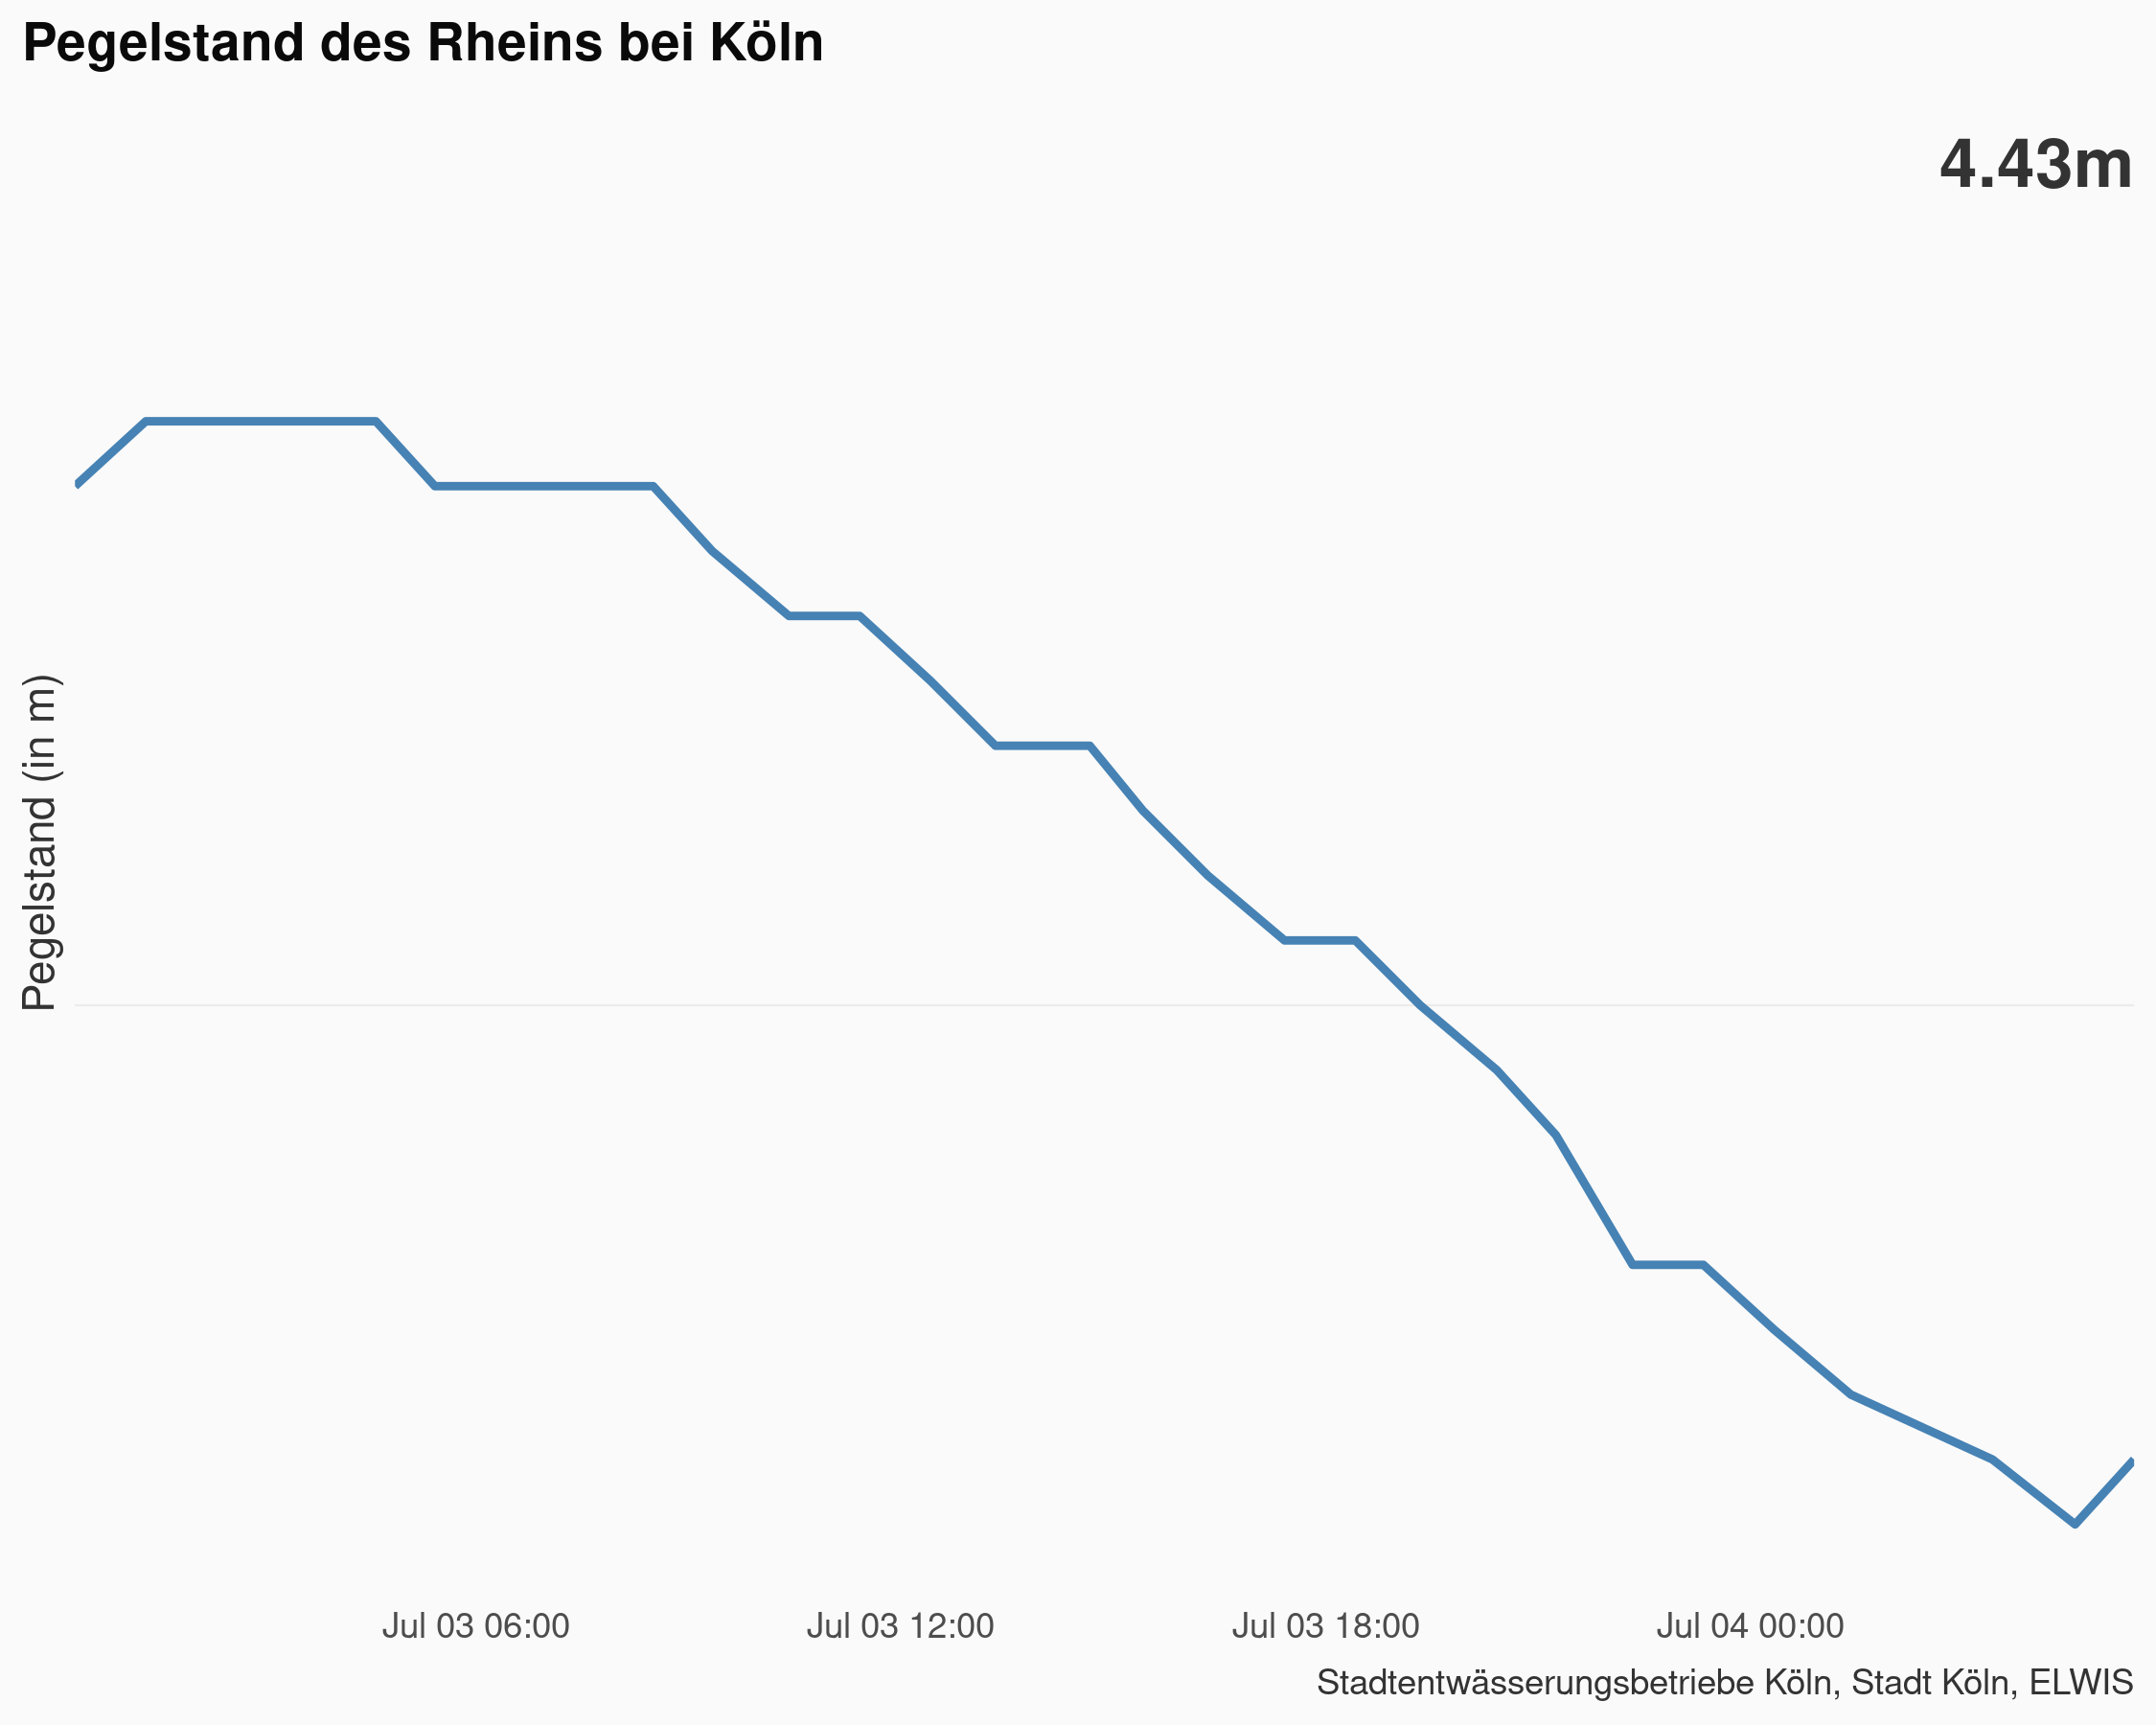 Pegelstand des Rheins bei Köln
4.43m
Pegelstand (in m)
Jul 03 06:00
Jul 03 12:00
Jul 03 18:00
Jul 04 00:00
Stadtentwässerungsbetriebe Köln, Stadt Köln, ELWIS